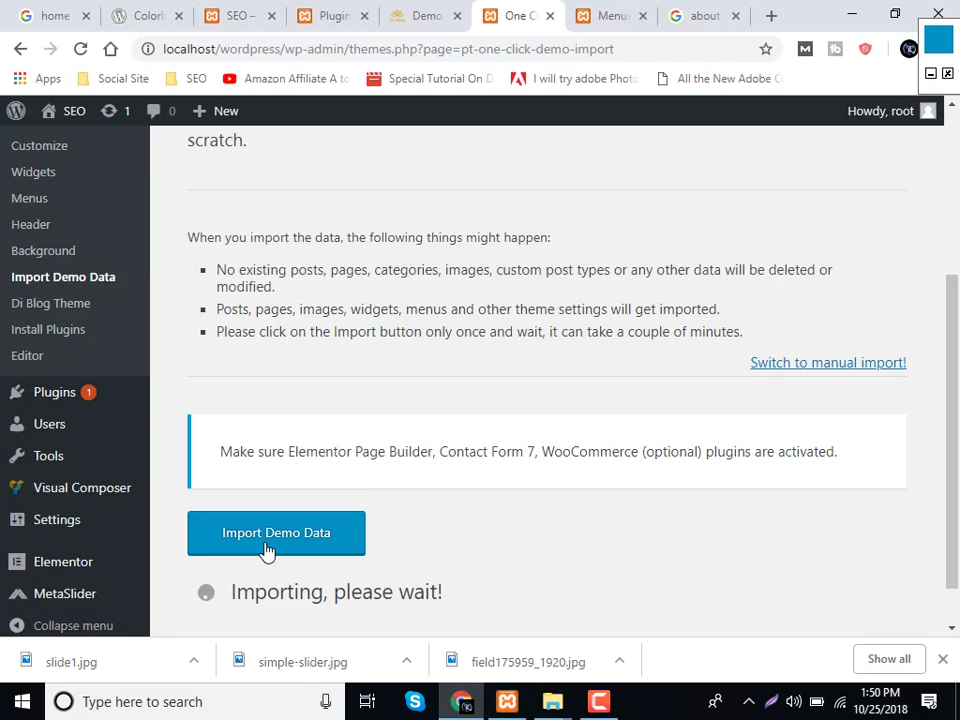 home
Colorli
SEO –
Plugin
Demo
One C
Menus
about
localhost/wordpress/wp-admin/themes.php?page=pt-one-click-demo-import
Apps
Social Site
SEO
Amazon Affiliate A to
Special Tutorial On D
I will try adobe Photo
All the New Adobe C
SEO
1
0
New
Howdy, root
Customize
Widgets
Menus
Header
Background
Import Demo Data
Di Blog Theme
Install Plugins
Editor
Plugins 1
Users
Tools
Visual Composer
Settings
Elementor
MetaSlider
Collapse menu
scratch.
When you import the data, the following things might happen:
No existing posts, pages, categories, images, custom post types or any other data will be deleted or
modified.
Posts, pages, images, widgets, menus and other theme settings will get imported.
Please click on the Import button only once and wait, it can take a couple of minutes.
Switch to manual import!
Make sure Elementor Page Builder, Contact Form 7, WooCommerce (optional) plugins are activated.
Import Demo Data
Importing, please wait!
slide1.jpg
simple-slider.jpg
field175959_1920.jpg
Show all
Type here to search
1:50 PM
10/25/2018